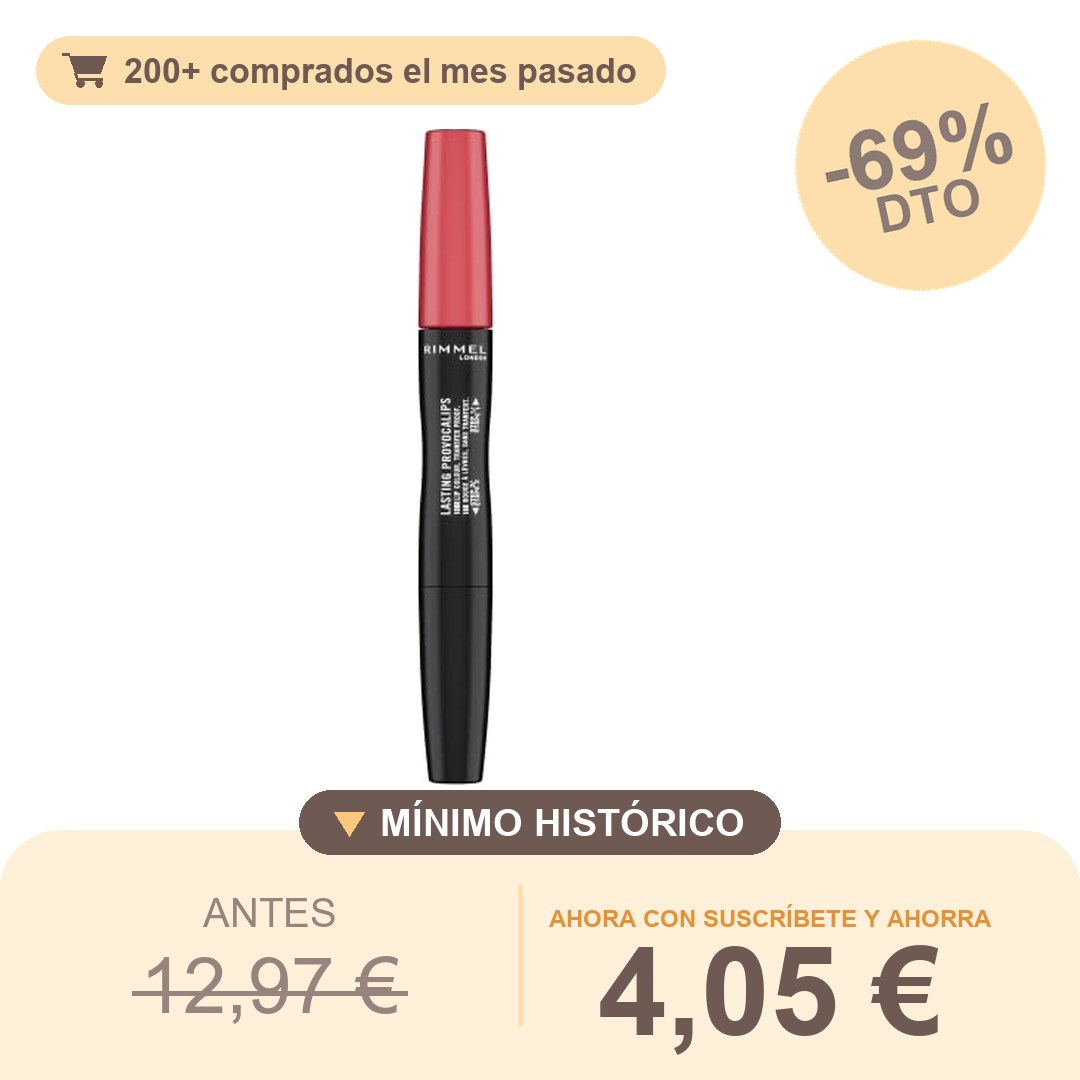 200+ comprados el mes pasado
-69%
DTO
RIMMEL
LONDON
LASTING PROVOCALIPS
MÍNIMO HISTÓRICO
ANTES
12,97 €
AHORA CON SUSCRÍBETE Y AHORRA
4,05 €